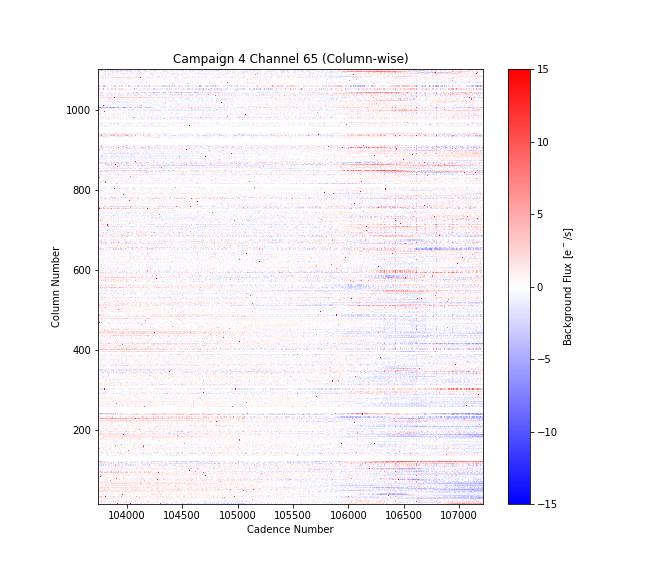 Campaign 4 Channel 65 (Column-wise)
1000
800
600
400
200
Column Number
104000 104500 105000 105500 106000 106500 107000
Cadence Number
15
10
5
0
−5
−10
−15
Background Flux [e⁻/s]